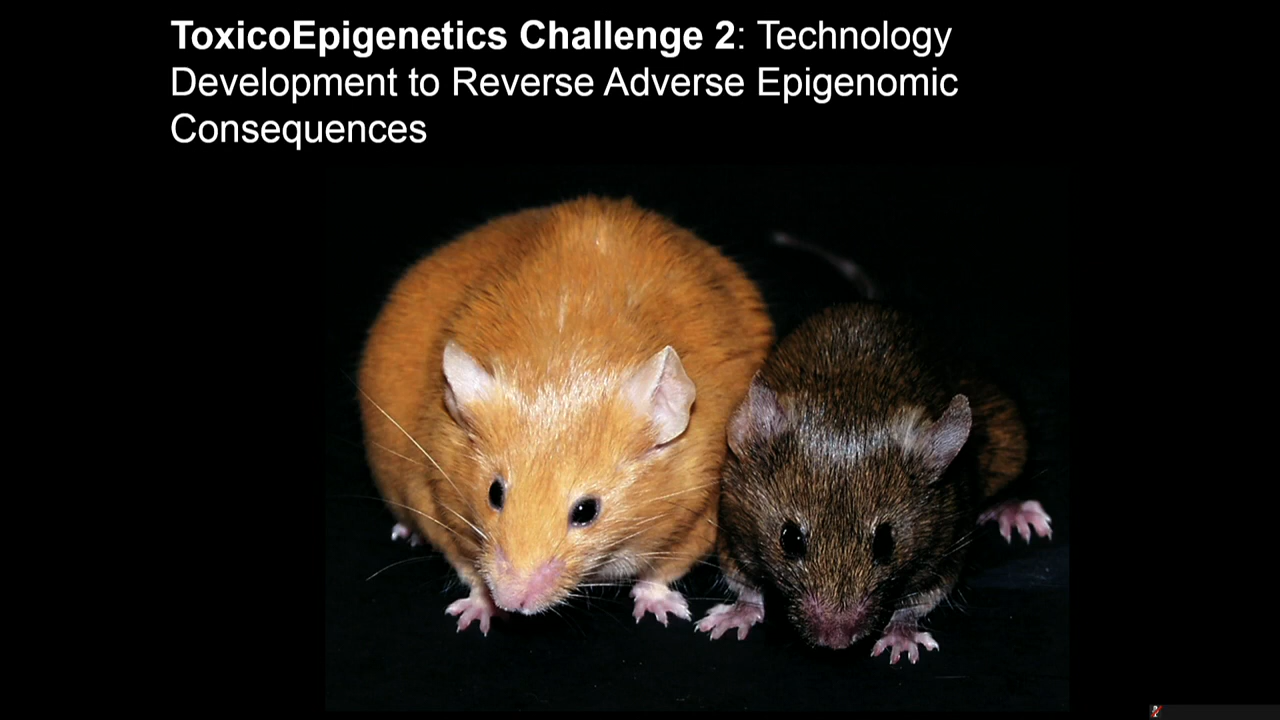 ToxicoEpigenetics Challenge 2: Technology
Development to Reverse Adverse Epigenomic
Consequences